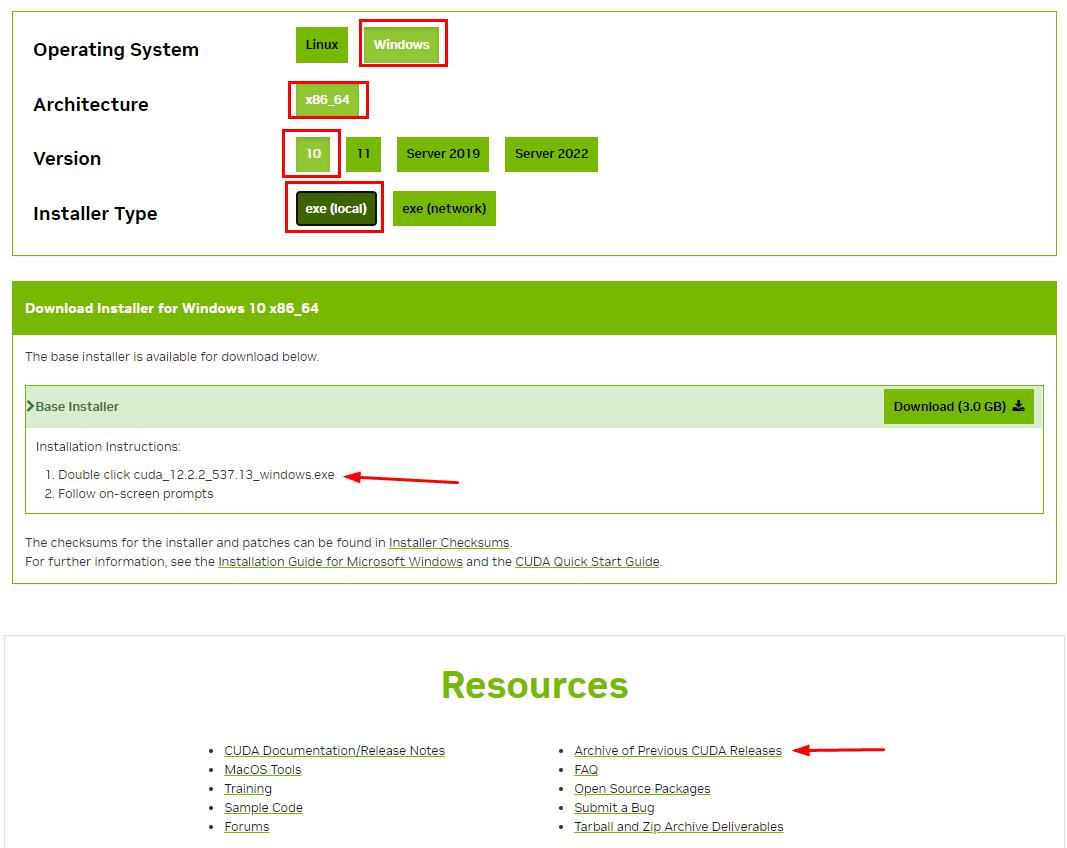 Operating System Linux Windows
Architecture x86_64
Version 10 11 Server 2019 Server 2022
Installer Type exe (local) exe (network)
Download Installer for Windows 10 x86_64
The base installer is available for download below.
Base Installer Download (3.0 GB)
Installation Instructions:
1. Double click cuda_12.2.2_537.13_windows.exe
2. Follow on-screen prompts
The checksums for the installer and patches can be found in Installer Checksums.
For further information, see the Installation Guide for Microsoft Windows and the CUDA Quick Start Guide.
Resources
CUDA Documentation/Release Notes
MacOS Tools
Training
Sample Code
Forums
Archive of Previous CUDA Releases
FAQ
Open Source Packages
Submit a Bug
Tarball and Zip Archive Deliverables